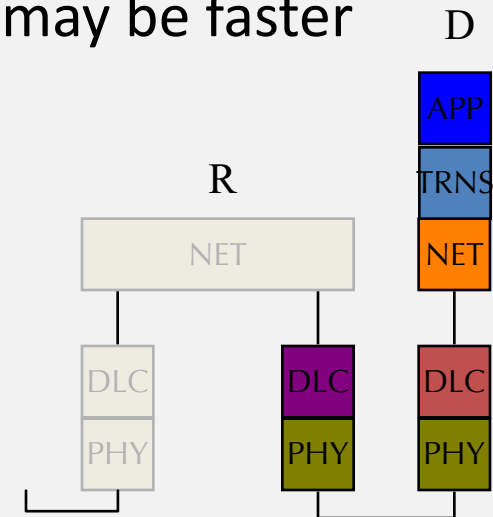 may be faster
D
APP
R
TRNS
NET
NET
DLC
DLC
DLC
PHY
PHY
PHY